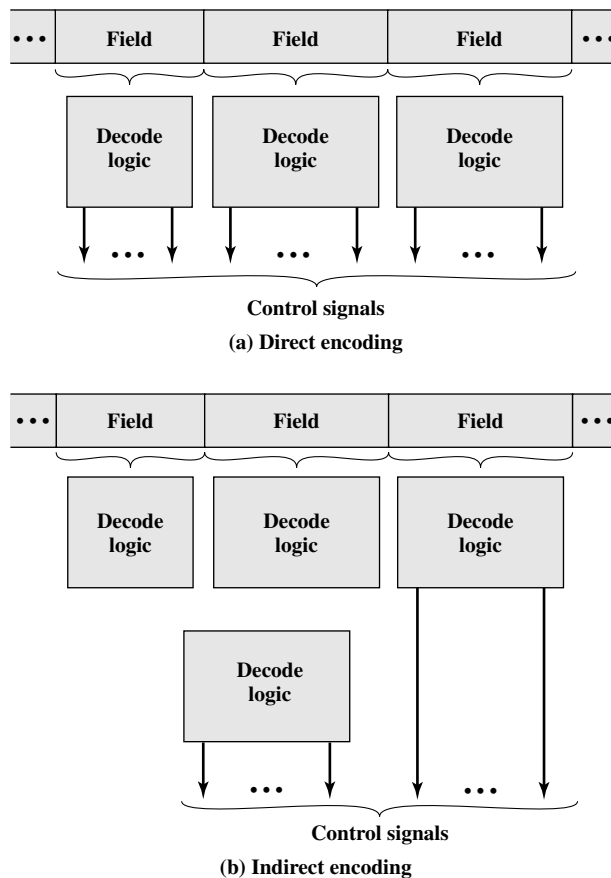 ••• Field Field Field •••
Decode logic Decode logic Decode logic
••• ••• •••
Control signals
(a) Direct encoding
••• Field Field Field •••
Decode logic Decode logic Decode logic
Decode logic
••• •••
Control signals
(b) Indirect encoding